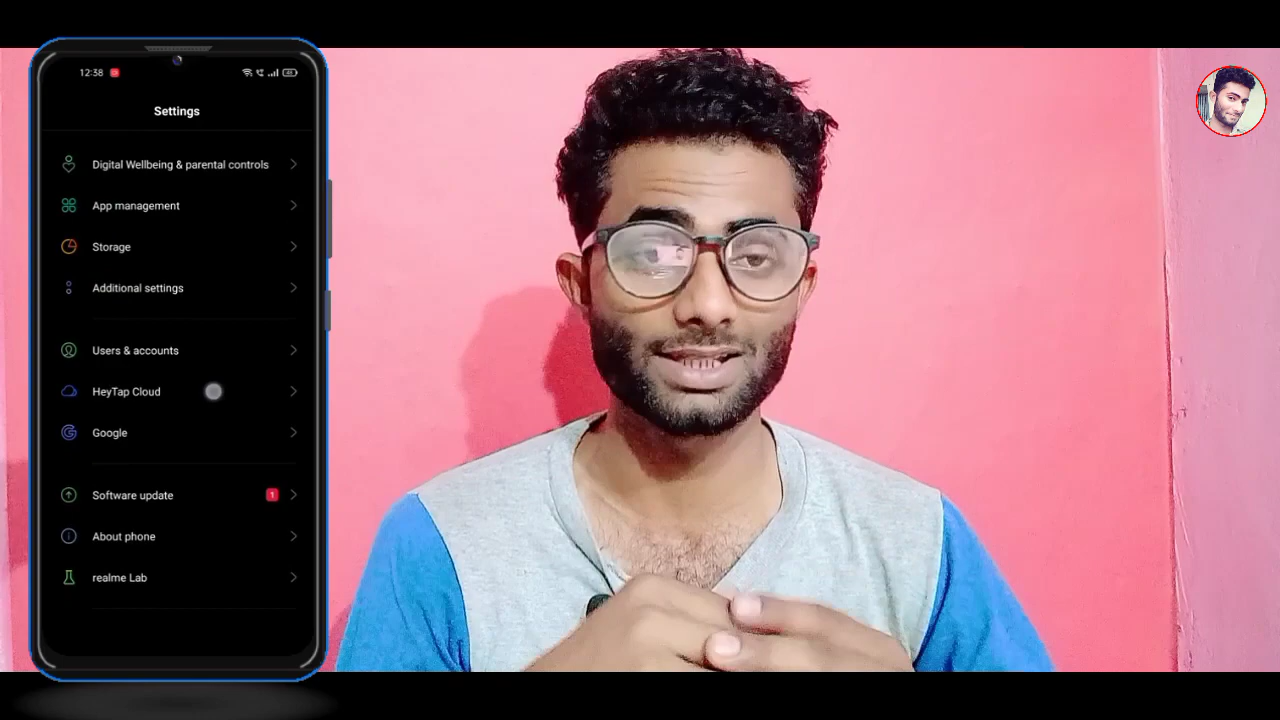 12:38
Settings
Digital Wellbeing & parental controls
App management
Storage
Additional settings
Users & accounts
HeyTap Cloud
Google
Software update 1
About phone
realme Lab